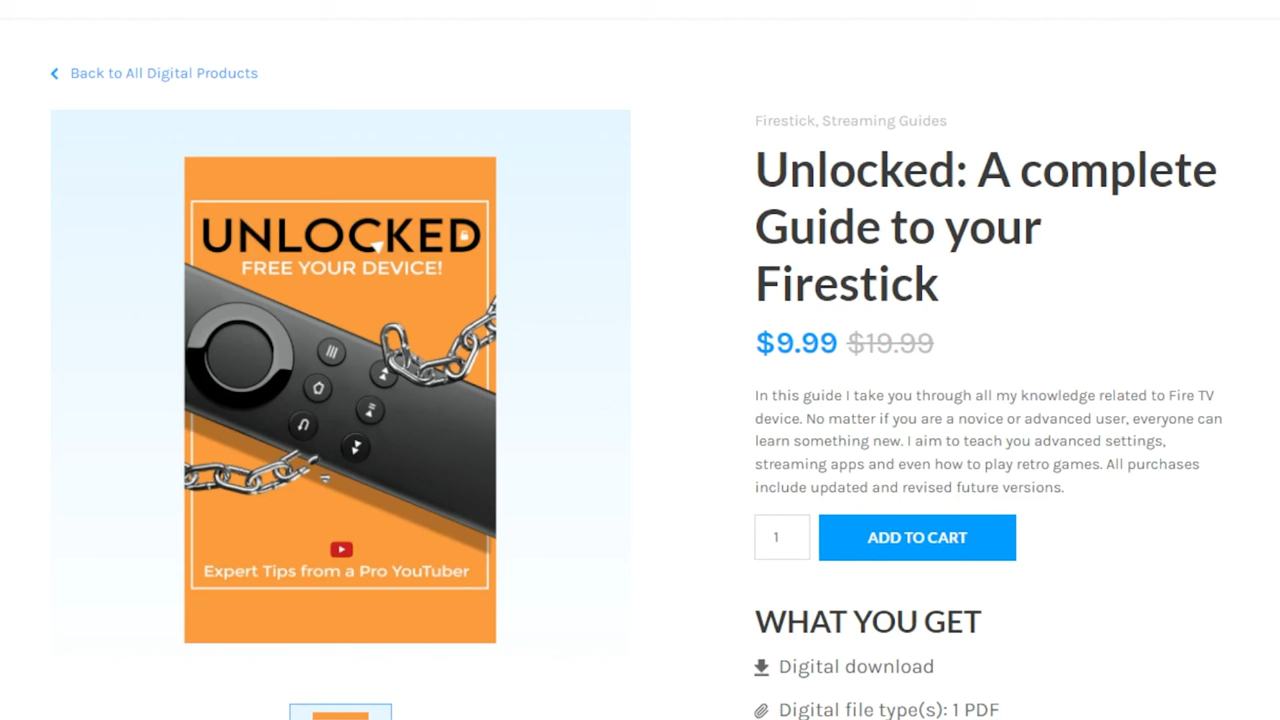 Back to All Digital Products
UNLOCKED
FREE YOUR DEVICE!
Expert Tips from a Pro YouTuber
Firestick, Streaming Guides
Unlocked: A complete
Guide to your
Firestick
$9.99 $19.99
In this guide I take you through all my knowledge related to Fire TV
device. No matter if you are a novice or advanced user, everyone can
learn something new. I aim to teach you advanced settings,
streaming apps and even how to play retro games. All purchases
include updated and revised future versions.
1
ADD TO CART
WHAT YOU GET
Digital download
Digital file type(s): 1 PDF